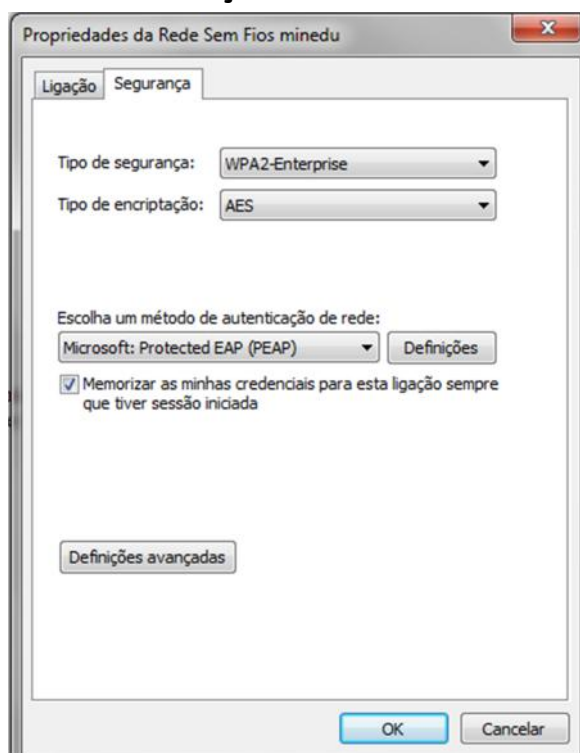 Propriedades da Rede Sem Fios minedu
Ligação Segurança
Tipo de segurança: WPA2-Enterprise
Tipo de encriptação: AES
Escolha um método de autenticação de rede:
Microsoft: Protected EAP (PEAP) Definições
Memorizar as minhas credenciais para esta ligação sempre
que tiver sessão iniciada
Definições avançadas
OK Cancelar